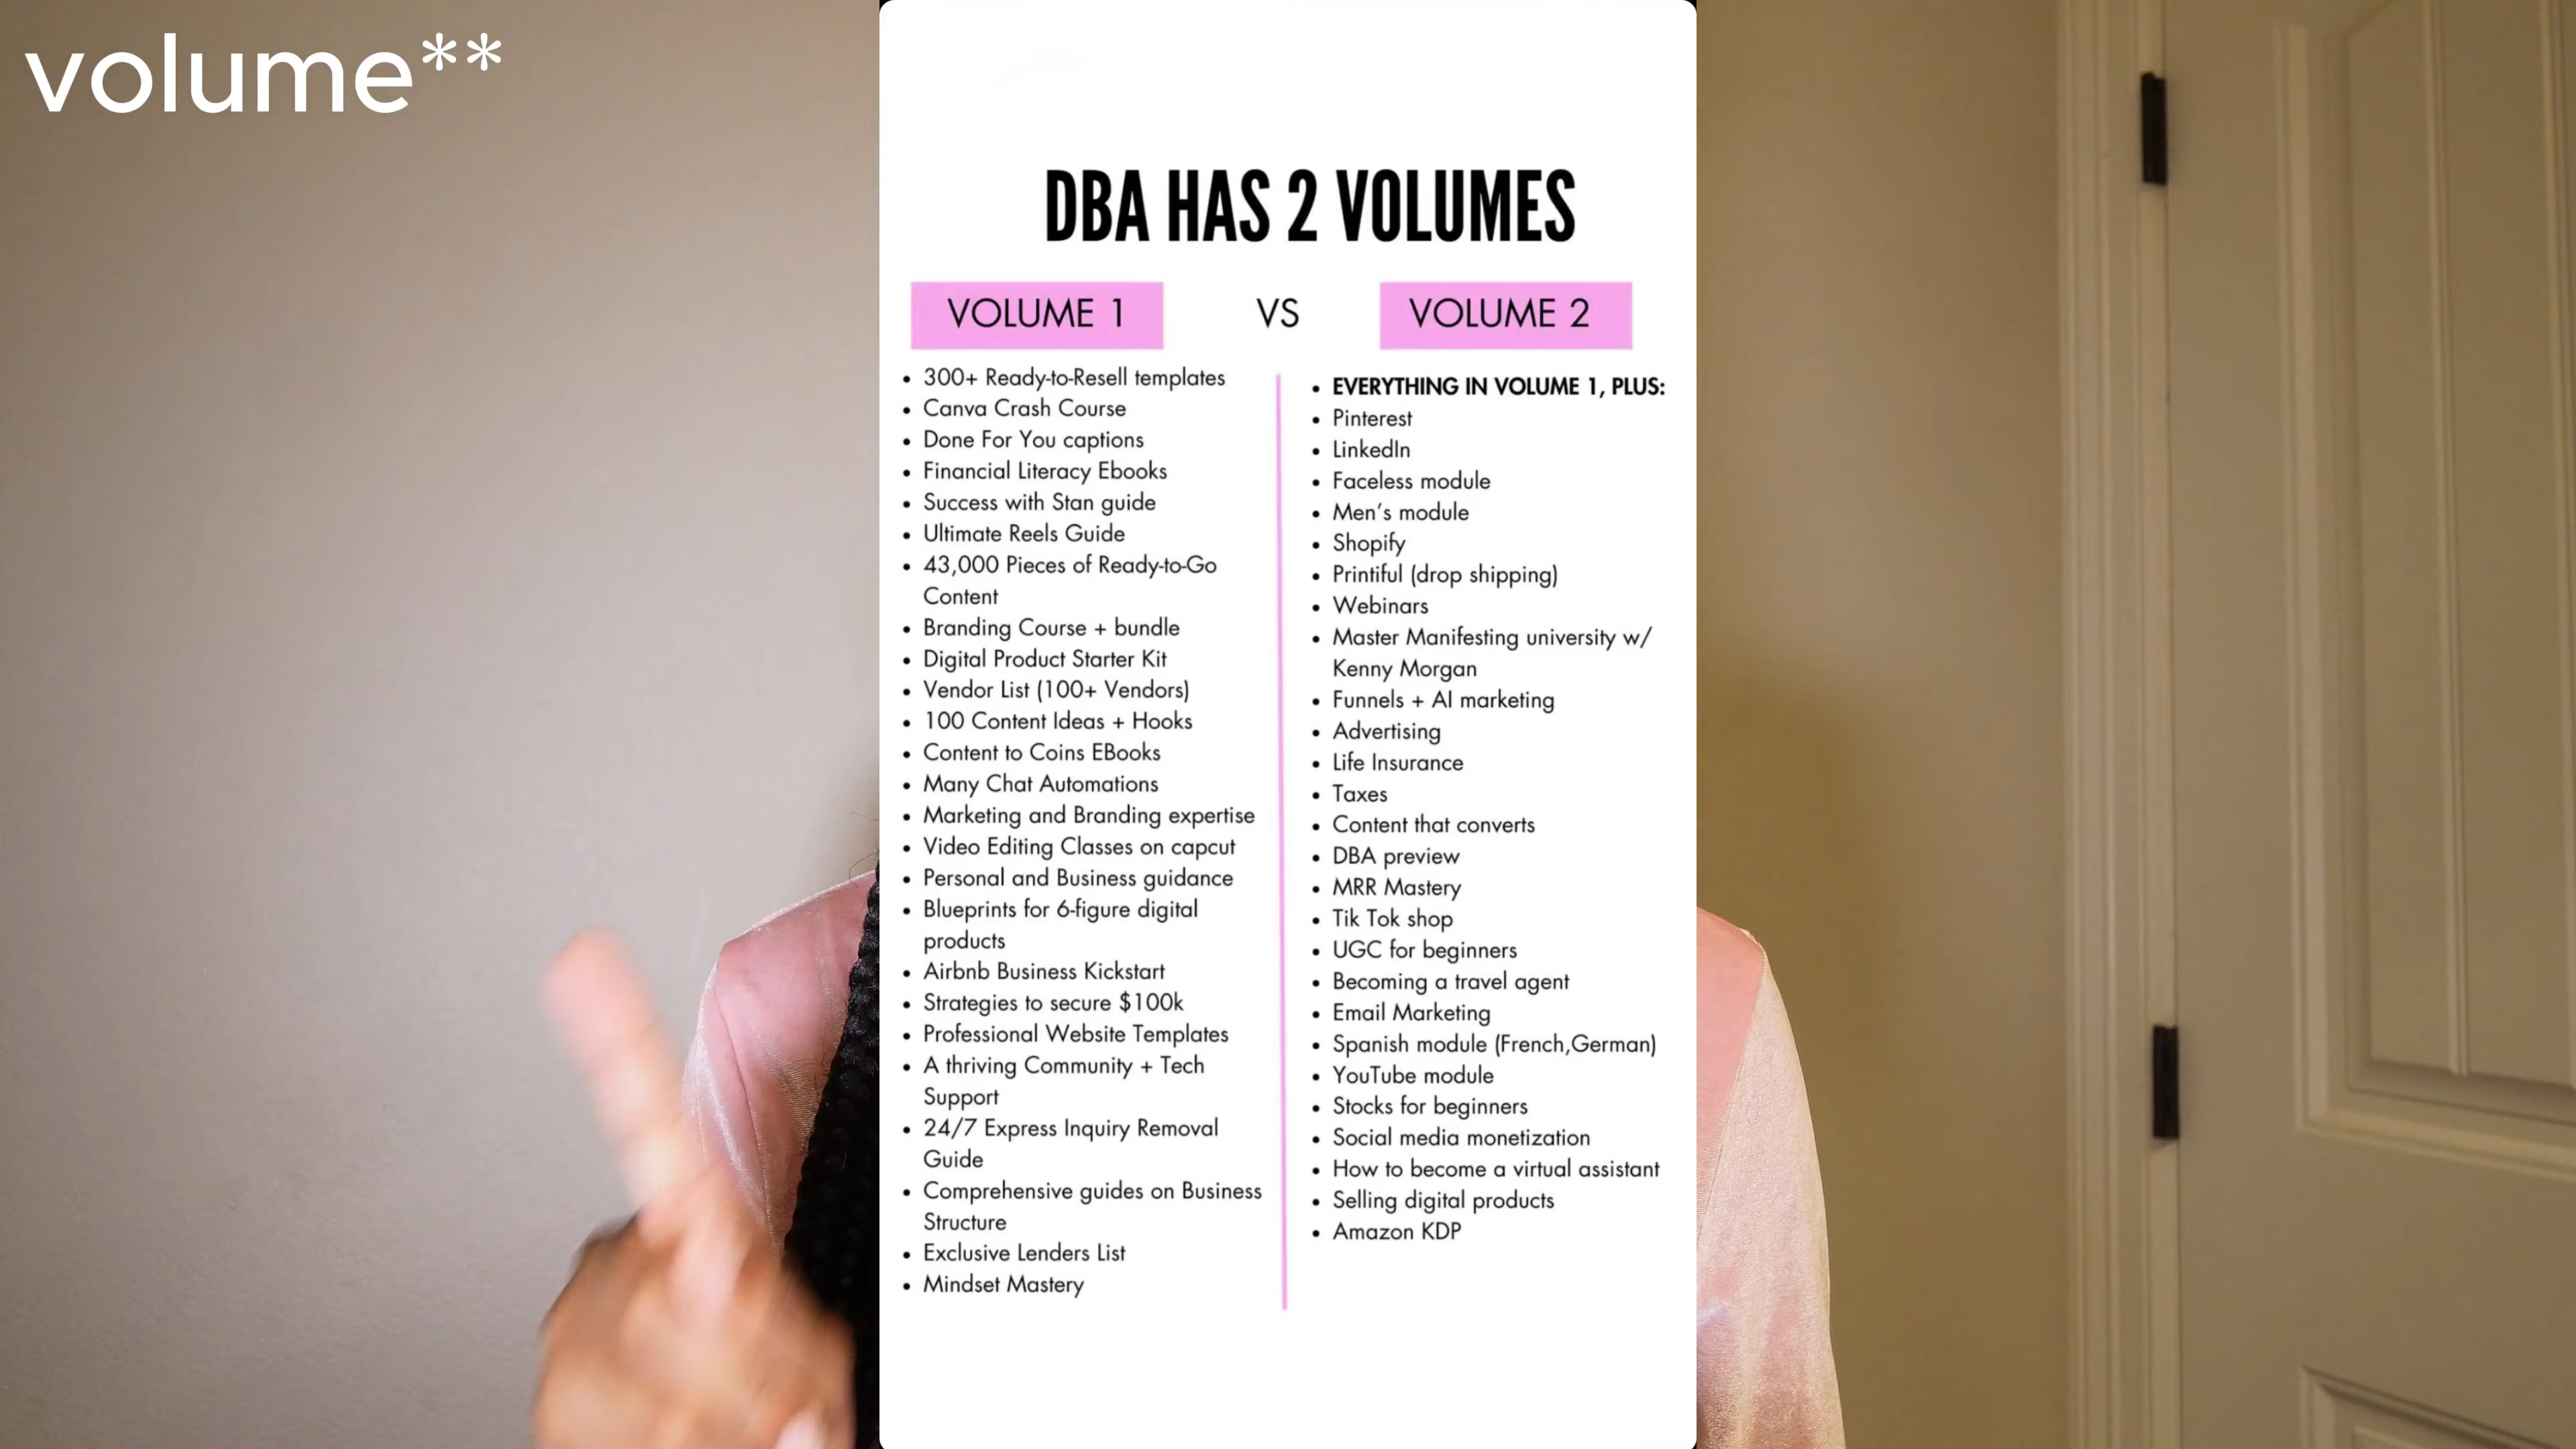 volume**
DBA HAS 2 VOLUMES
VOLUME 1
VS
VOLUME 2
• 300+ Ready-to-Resell templates
• Canva Crash Course
• Done For You captions
• Financial Literacy Ebooks
• Success with Stan guide
• Ultimate Reels Guide
• 43,000 Pieces of Ready-to-Go
Content
• Branding Course + bundle
• Digital Product Starter Kit
• Vendor List (100+ Vendors)
• 100 Content Ideas + Hooks
• Content to Coins EBooks
• Many Chat Automations
• Marketing and Branding expertise
• Video Editing Classes on capcut
• Personal and Business guidance
• Blueprints for 6-figure digital
products
• Airbnb Business Kickstart
• Strategies to secure $100k
• Professional Website Templates
• A thriving Community + Tech
Support
• 24/7 Express Inquiry Removal
Guide
• Comprehensive guides on Business
Structure
• Exclusive Lenders List
• Mindset Mastery
• EVERYTHING IN VOLUME 1, PLUS:
• Pinterest
• LinkedIn
• Faceless module
• Men's module
• Shopify
• Printiful (drop shipping)
• Webinars
• Master Manifesting university w/
Kenny Morgan
• Funnels + AI marketing
• Advertising
• Life Insurance
• Taxes
• Content that converts
• DBA preview
• MRR Mastery
• Tik Tok shop
• UGC for beginners
• Becoming a travel agent
• Email Marketing
• Spanish module (French,German)
• YouTube module
• Stocks for beginners
• Social media monetization
• How to become a virtual assistant
• Selling digital products
• Amazon KDP